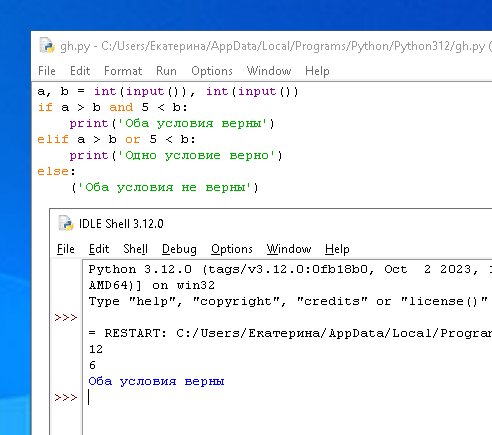 gh.py - C:/Users/Екатерина/AppData/Local/Programs/Python/Python312/gh.py (
File Edit Format Run Options Window Help
a, b = int(input()), int(input())
if a > b and 5 < b:
    print('Оба условия верны')
elif a > b or 5 < b:
    print('Одно условие верно')
else:
    ('Оба условия не верны')
IDLE Shell 3.12.0
File Edit Shell Debug Options Window Help
Python 3.12.0 (tags/v3.12.0:0fb18b0, Oct  2 2023, 1
AMD64)] on win32
Type "help", "copyright", "credits" or "license()"
>>>
= RESTART: C:/Users/Екатерина/AppData/Local/Program
12
6
Оба условия верны
>>>